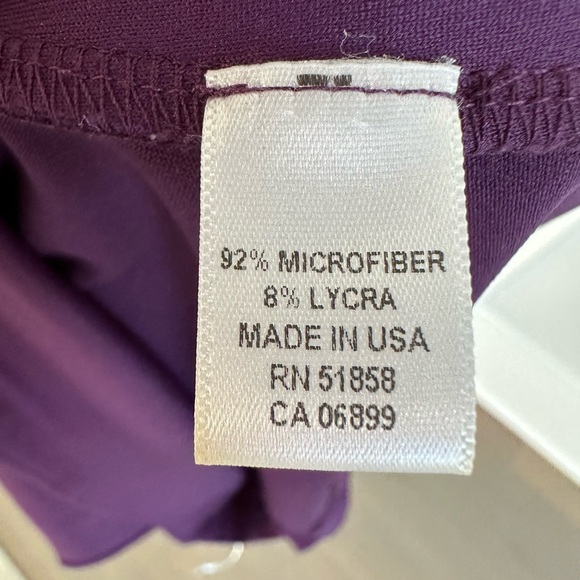 92% MICROFIBER
8% LYCRA
MADE IN USA
RN 51858
CA 06899